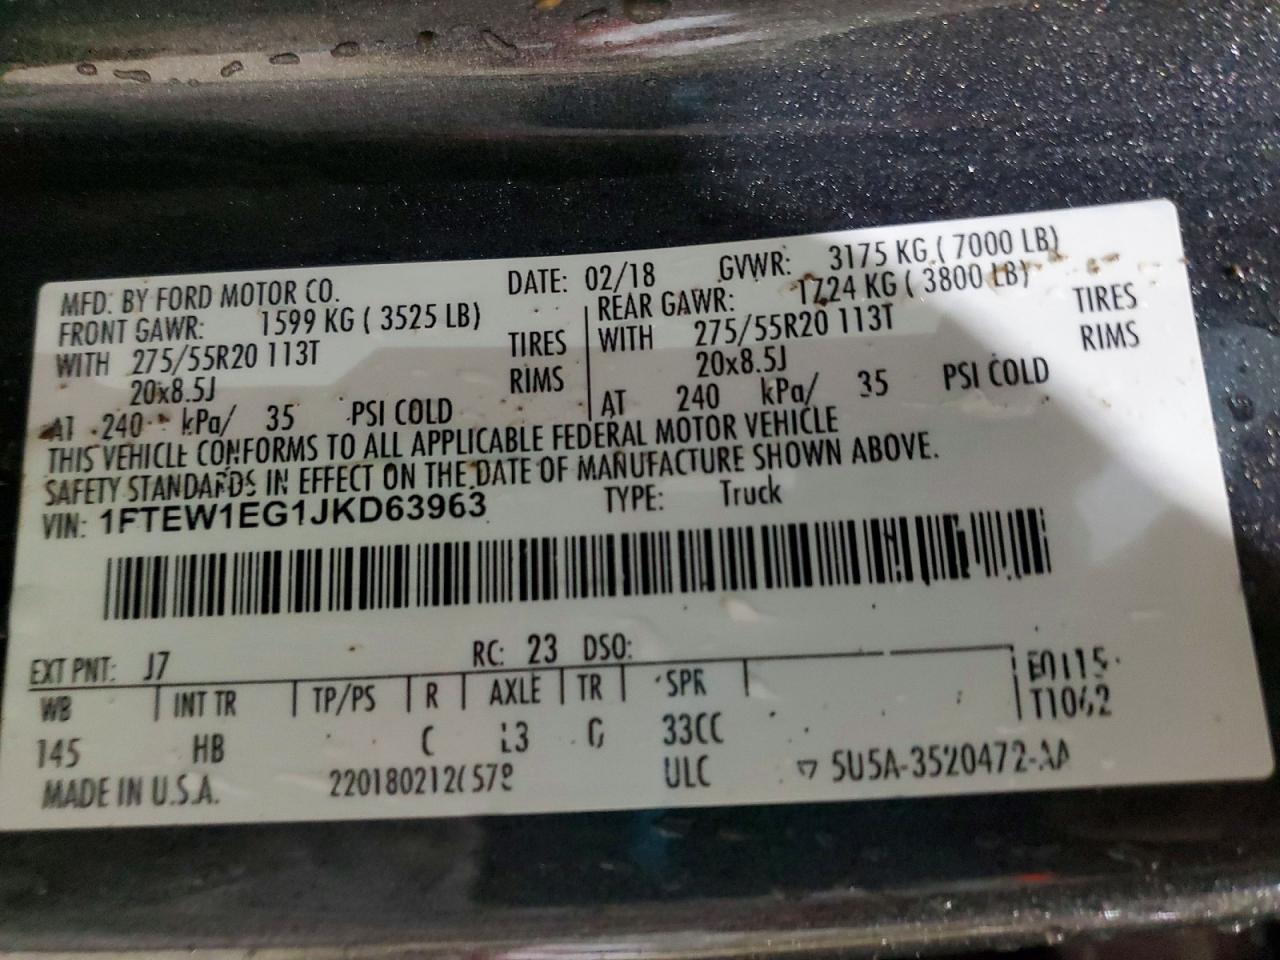 MFD. BY FORD MOTOR CO. DATE: 02/18 GVWR: 3175 KG ( 7000 LB)
FRONT GAWR: 1599 KG ( 3525 LB) REAR GAWR: 1724 KG ( 3800 LB)
WITH 275/55R20 113T TIRES WITH 275/55R20 113T TIRES
20x8.5J RIMS 20x8.5J RIMS
AT 240 kPa/ 35 PSI COLD AT 240 kPa/ 35 PSI COLD
THIS VEHICLE CONFORMS TO ALL APPLICABLE FEDERAL MOTOR VEHICLE
SAFETY STANDARDS IN EFFECT ON THE DATE OF MANUFACTURE SHOWN ABOVE.
VIN: 1FTEW1EG1JKD63963 TYPE: Truck
EXT PNT: J7 RC: 23 DSO:
WB INT TR TP/PS R AXLE TR SPR
145 HB 33CC
T1062
MADE IN U.S.A. ULC